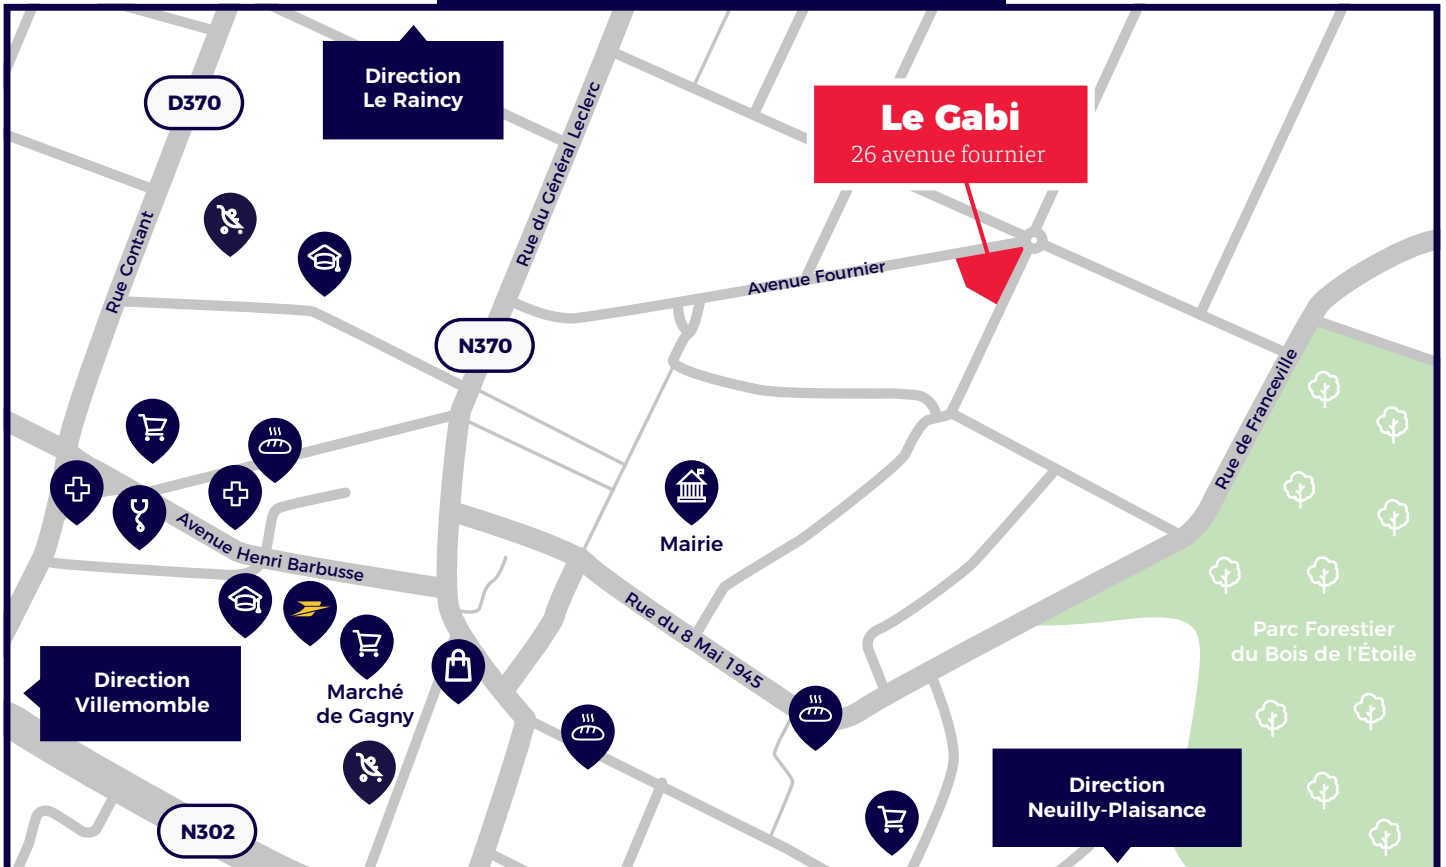 Direction
Le Raincy
D370
Rue du Général Leclerc
Le Gabi
26 avenue fournier
Rue Contant
Avenue Fournier
N370
Rue de Franceville
Avenue Henri Barbusse
Mairie
Rue du 8 Mai 1945
Parc Forestier
du Bois de l'Étoile
Direction
Villemomble
Marché
de Gagny
Direction
Neuilly-Plaisance
N302